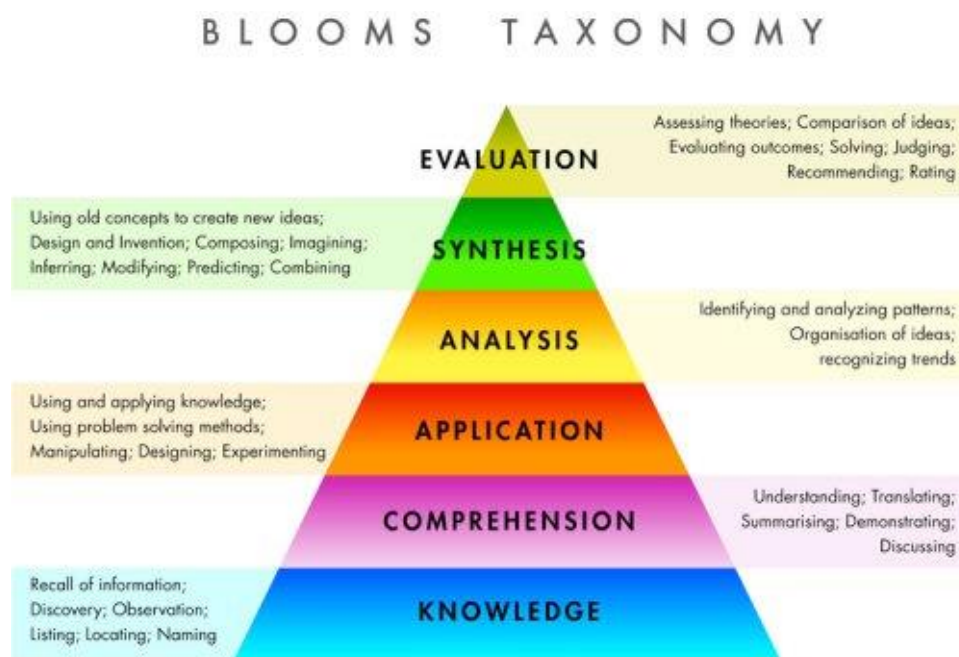 BLOOMS TAXONOMY
EVALUATION
Assessing theories; Comparison of ideas;
Evaluating outcomes; Solving; Judging;
Recommending; Rating
Using old concepts to create new ideas;
Design and Invention; Composing; Imagining;
Inferring; Modifying; Predicting; Combining
SYNTHESIS
ANALYSIS
Identifying and analyzing patterns;
Organisation of ideas;
recognizing trends
Using and applying knowledge;
Using problem solving methods;
Manipulating; Designing; Experimenting
APPLICATION
COMPREHENSION
Understanding; Translating;
Summarising; Demonstrating;
Discussing
Recall of information;
Discovery; Observation;
Listing; Locating; Naming
KNOWLEDGE